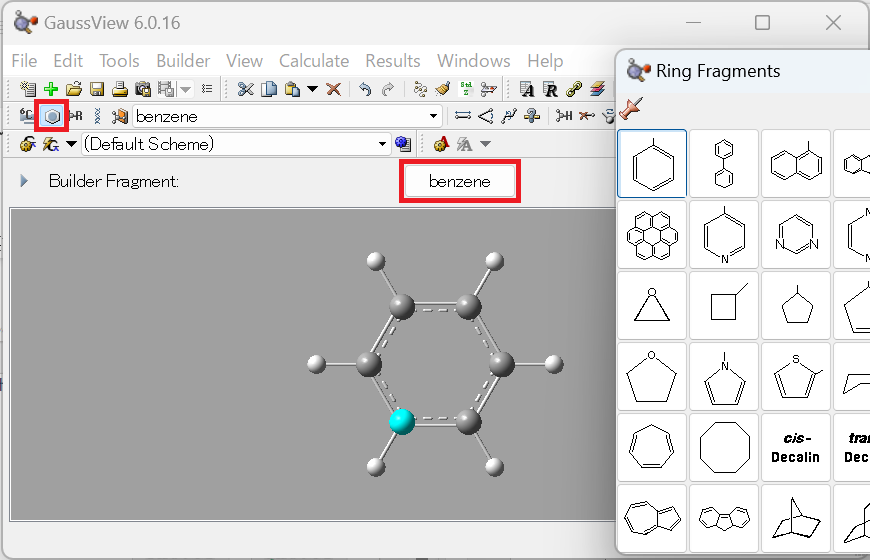 GaussView 6.0.16
File Edit Tools Builder View Calculate Results Windows Help
Ring Fragments
benzene
(Default Scheme)
Builder Fragment:
benzene
N
N N
N
O
O
N
S
cis-
Decalin